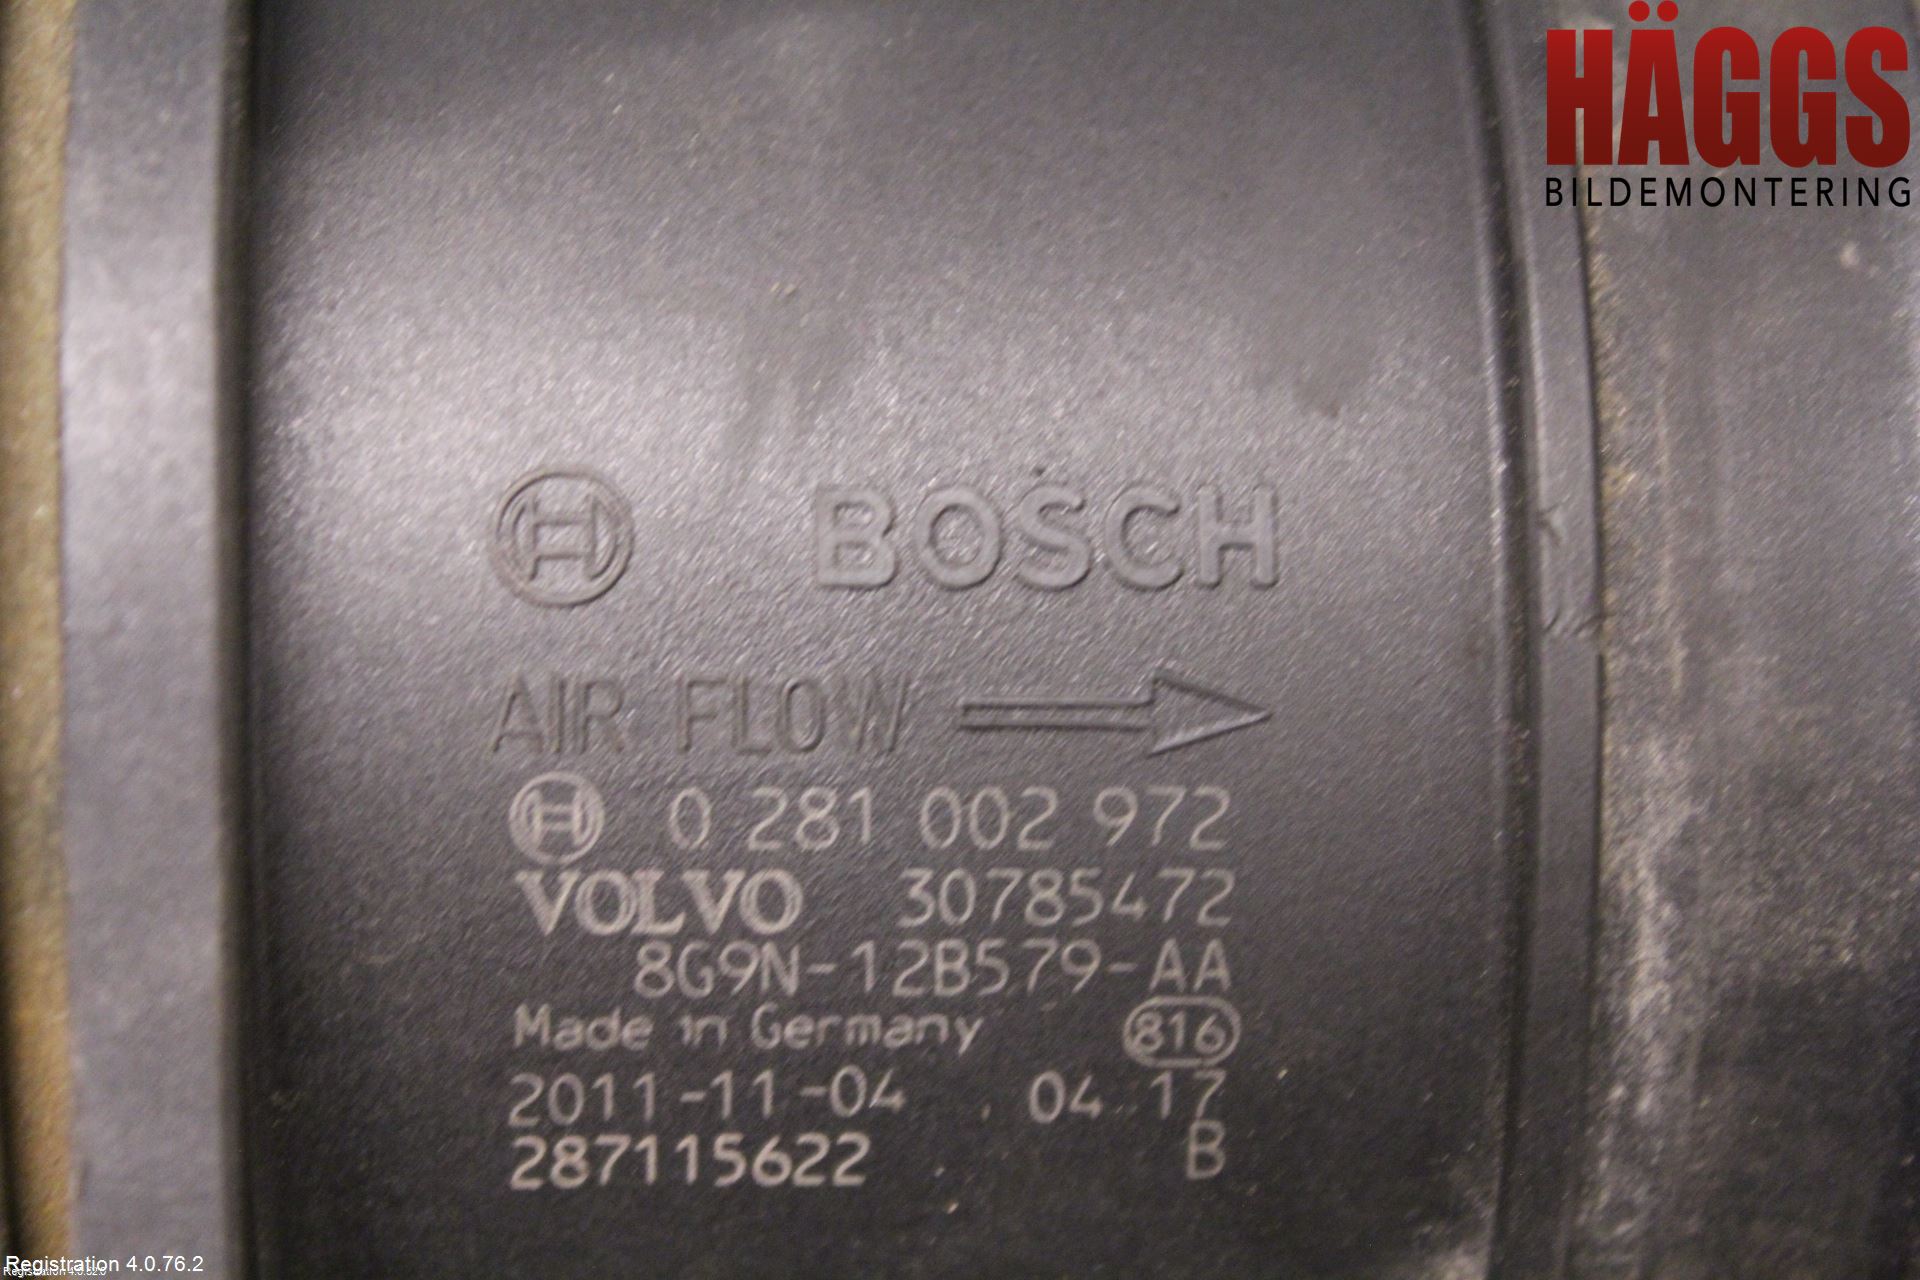 HÄGGS
BILDEMONTERING
BOSCH
AIR FLOW
0 281 002 972
VOLVO 30785472
8G9N-12B579-AA
Made in Germany 816
2011-11-04 04 17
287115622 B
Registration 4.0.76.2